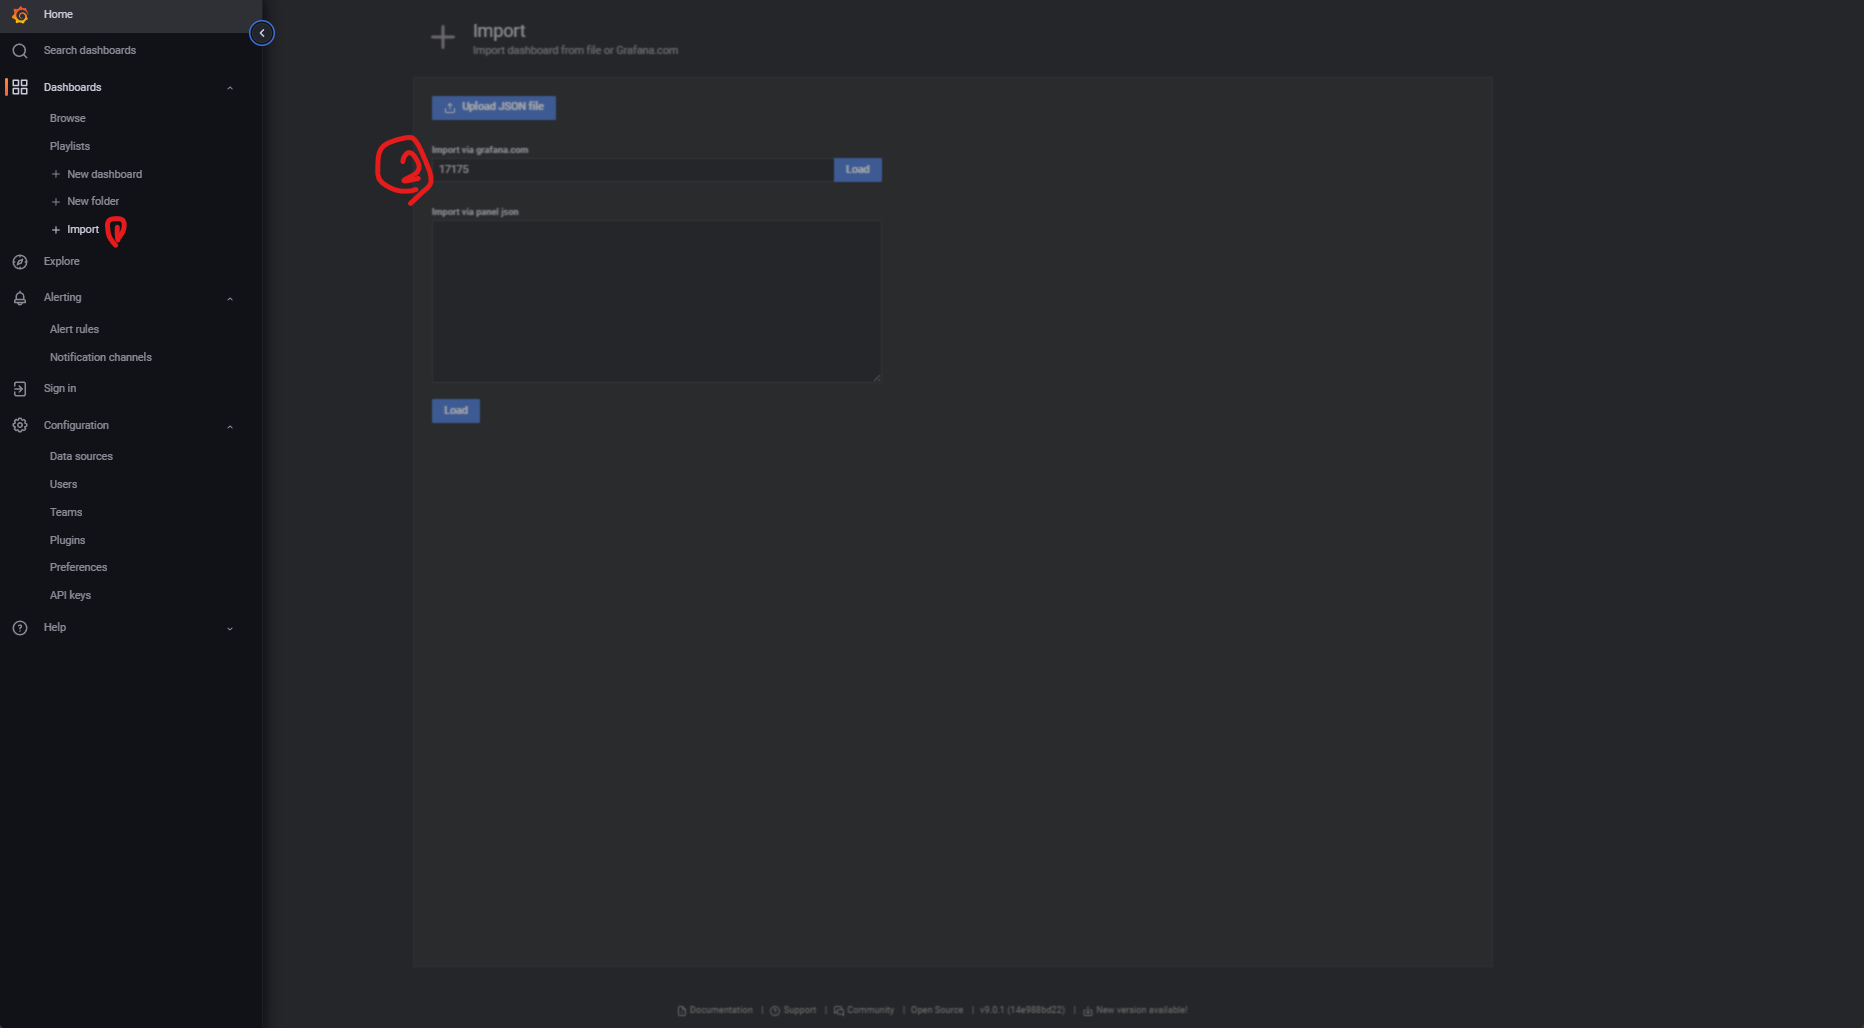 Home
Search dashboards
Dashboards
Browse
Playlists
+ New dashboard
+ New folder
+ Import 1
Explore
Alerting
Alert rules
Notification channels
Sign in
Configuration
Data sources
Users
Teams
Plugins
Preferences
API keys
Help
Import
Import dashboard from file or Grafana.com
Upload JSON file
Import via grafana.com
2
17175 Load
Import via panel json
Load
Documentation | Support | Community | Open Source | v9.0.1 (14e988bd22) | New version available!